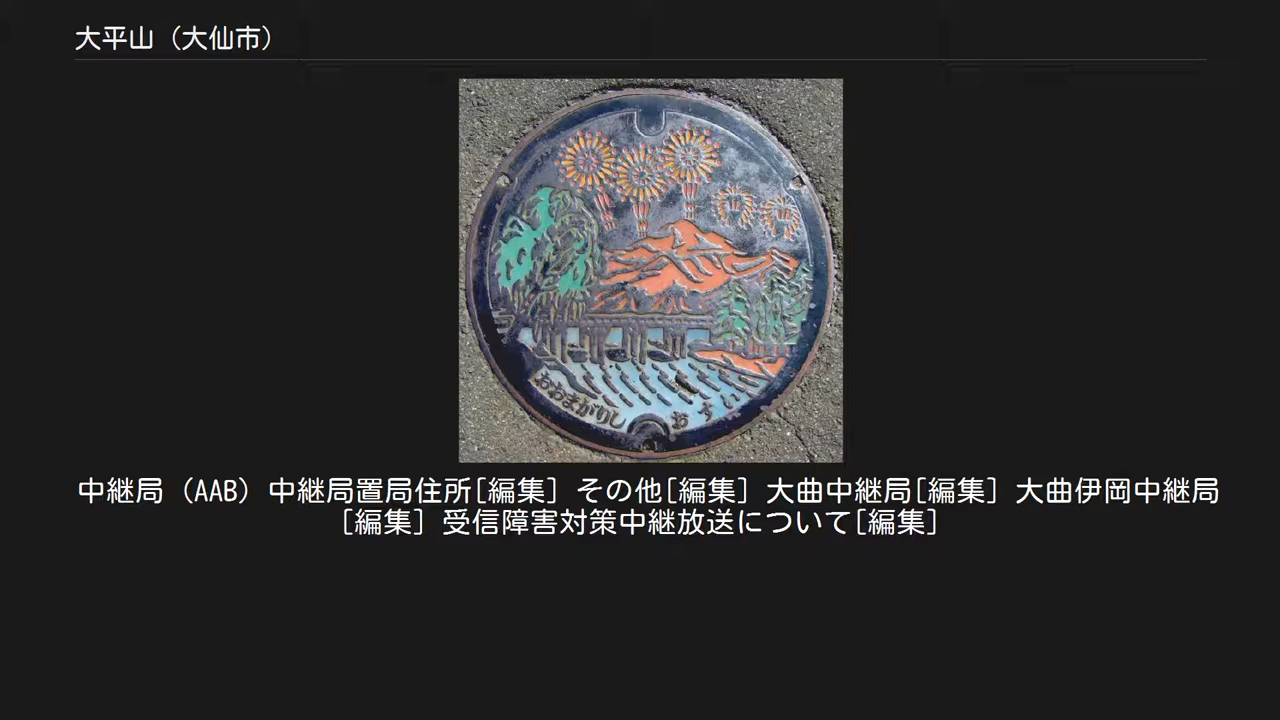 大平山（大仙市）
おおまがりし おすい
中継局（AAB）中継局置局住所[編集] その他[編集] 大曲中継局[編集] 大曲伊岡中継局
[編集] 受信障害対策中継放送について[編集]